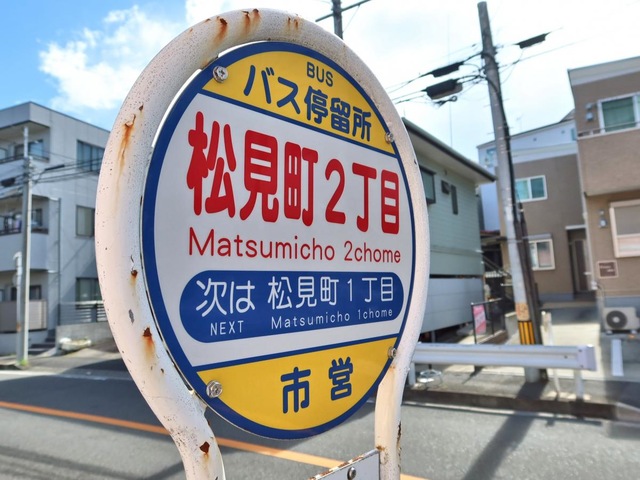 BUS
バス停留所
松見町2丁目
Matsumicho 2chome
次は 松見町1丁目
NEXT Matsumicho 1chome
市営